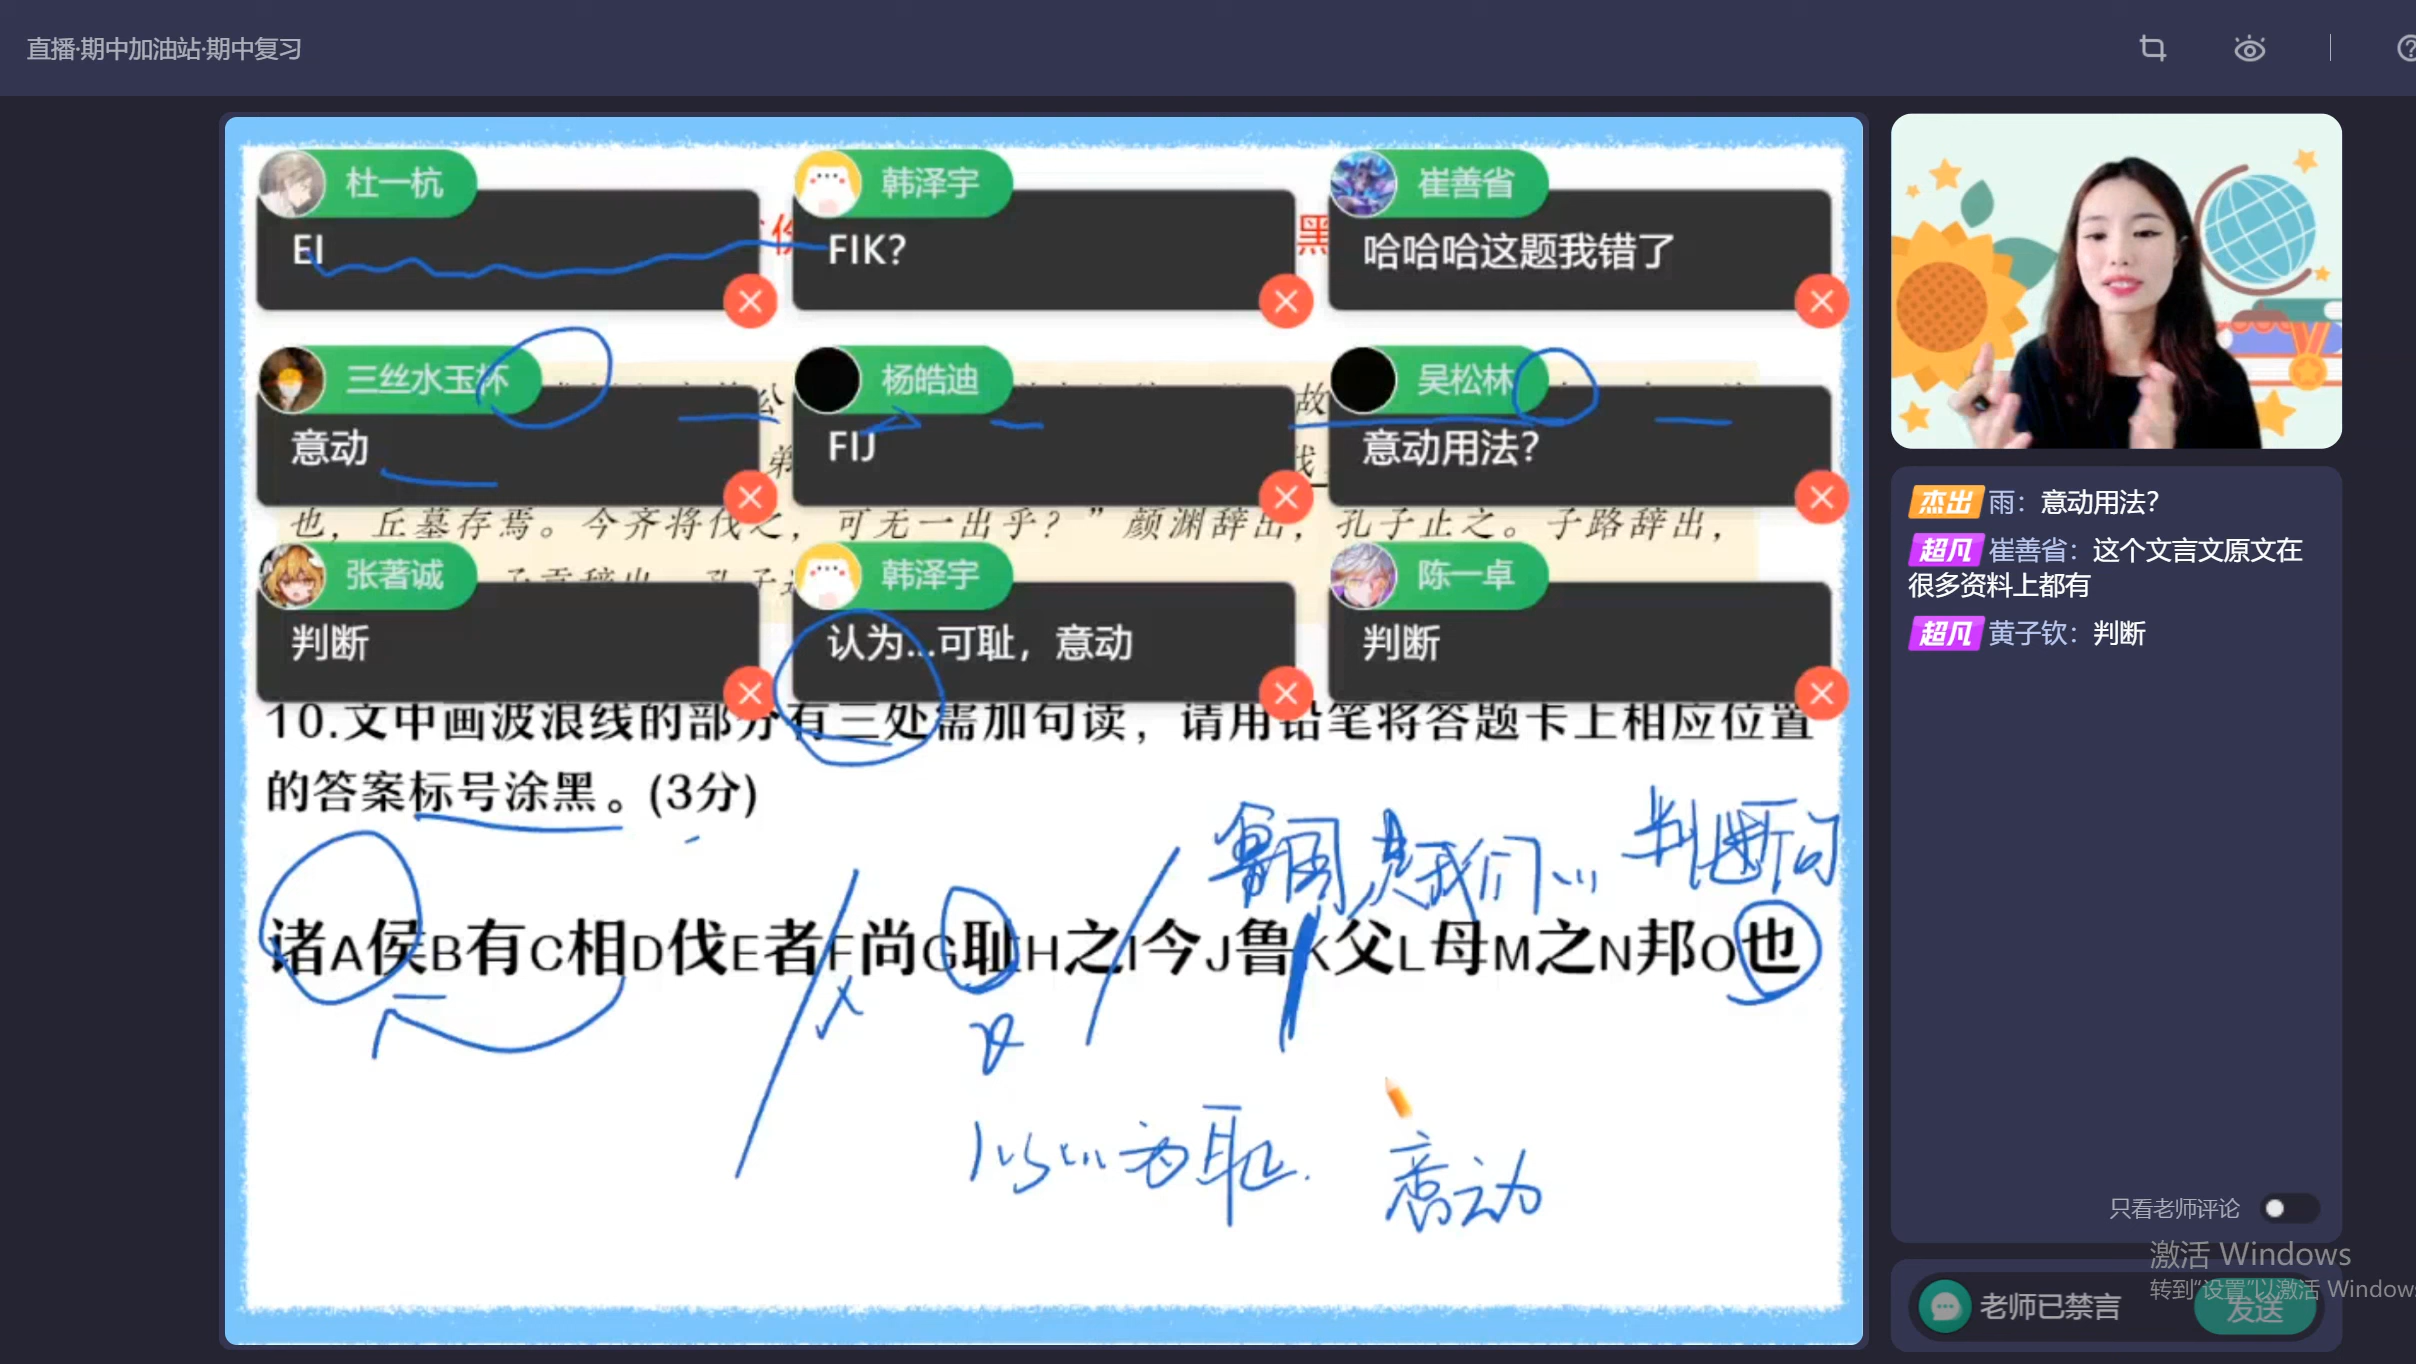 直播·期中加油站·期中复习
杜一杭
EI
韩泽宇
FIK?
黑
崔善省
哈哈哈这题我错了
三丝水玉杯
意动
公
弟
杨皓迪
FIJ
故
吴松林
意动用法?
也，丘墓存焉。今齐将伐之，可无一出乎？”颜渊辞出，孔子止之。子路辞出，
张著诚
判断
韩泽宇
认为...可耻，意动
陈一卓
判断
10.文中画波浪线的部分有三处需加句读，请用铅笔将答题卡上相应位置
的答案标号涂黑。(3分)
鲁国是我们...
判断句
诸A侯B有C相D伐E者F尚G耻H之I今J鲁K父L母M之N邦O也
以...为耻.
意动
杰出 雨：意动用法?
超凡 崔善省：这个文言文原文在
很多资料上都有
超凡 黄子钦：判断
只看老师评论
激活 Windows
转到“设置”以激活 Windows
老师已禁言
发送